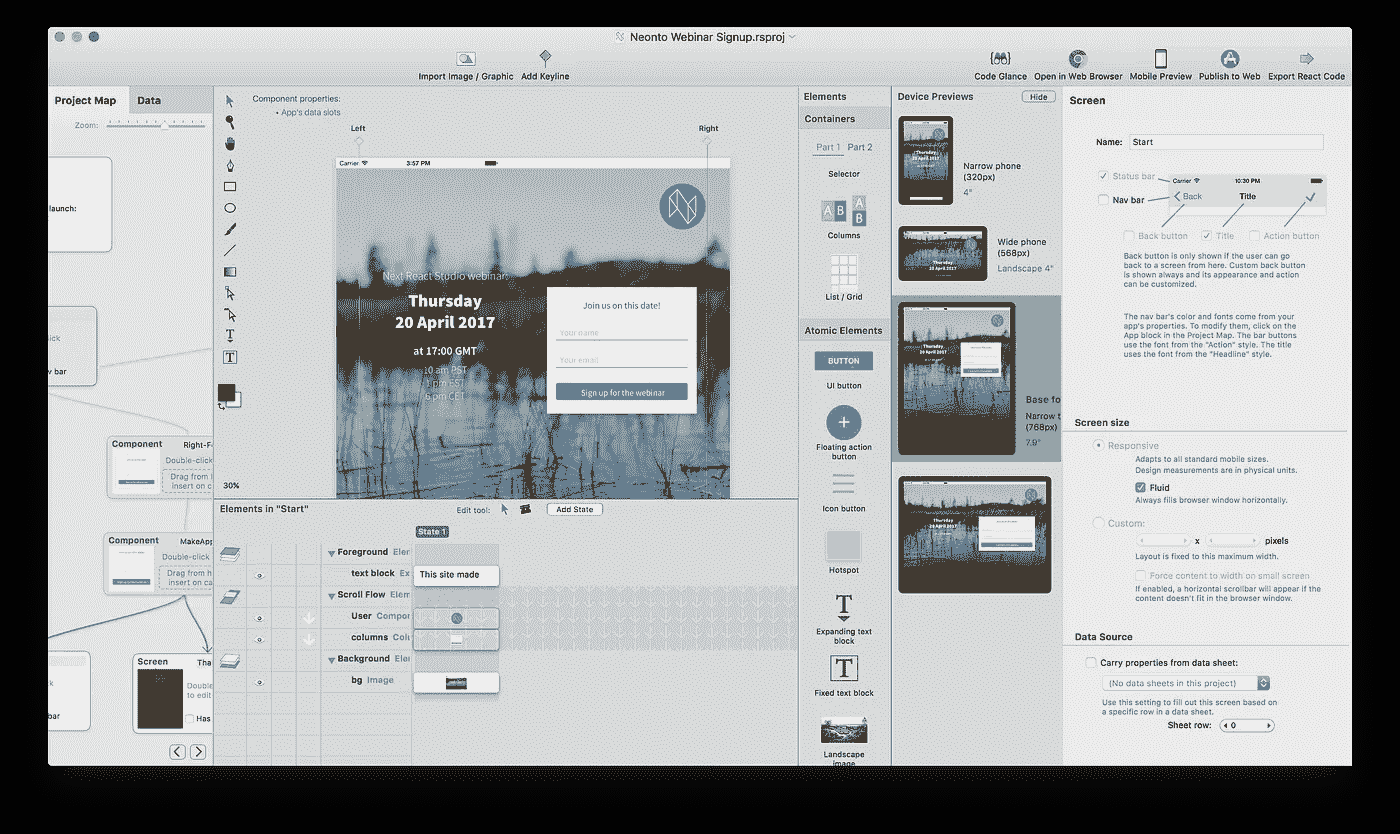 Neonto Webinar Signup.rsproj
Import Image / Graphic
Add Keyline
Code Glance
Open in Web Browser
Mobile Preview
Publish to Web
Export React Code
Project Map
Data
Zoom:
launch:
ick
v bar
Component
Right-F
Double-click
Drag from
insert on c
Component
MakeApp
Double-click
Drag from h
insert on ca
k
bar
Screen
Tha
Double
to edit
Has
Component properties:
• App's data slots
Left
Right
Carrier
3:57 PM
Next React Studio webinar:
Thursday
20 April 2017
at 17:00 GMT
10 am PST
1 pm EST
6 pm CET
Join us on this date!
Your name
Your email
Sign up for the webinar
30%
Elements in "Start"
Edit tool:
Add State
State 1
Foreground Eler
text block Ex
This site made
Scroll Flow Elem
User Compor
columns Colu
Background Eler
bg Image
Elements
Containers
Part 1 Part 2
Selector
A B
A
B
Columns
List / Grid
Atomic Elements
BUTTON
UI button
Floating action
button
Icon button
Hotspot
T
Expanding text
block
T
Fixed text block
Landscape
image
Device Previews
Hide
Narrow phone
(320px)
4"
Wide phone
(568px)
Landscape 4"
Base fo
Narrow t
(768px)
7.9"
Screen
Name:
Start
Status bar
Carrier
10:30 PM
Nav bar
Back
Title
Back button
Title
Action button
Back button is only shown if the user can go
back to a screen from here. Custom back button
is shown always and its appearance and action
can be customized.
The nav bar's color and fonts come from your
app's properties. To modify them, click on the
App block in the Project Map. The bar buttons
use the font from the "Action" style. The title
uses the font from the "Headline" style.
Screen size
Responsive
Adapts to all standard mobile sizes.
Design measurements are in physical units.
Fluid
Always fills browser window horizontally.
Custom:
x
pixels
Layout is fixed to this maximum width.
Force content to width on small screen
If enabled, a horizontal scrollbar will appear if the
content doesn't fit in the browser window.
Data Source
Carry properties from data sheet:
(No data sheets in this project)
Use this setting to fill out this screen based on
a specific row in a data sheet.
Sheet row:
0